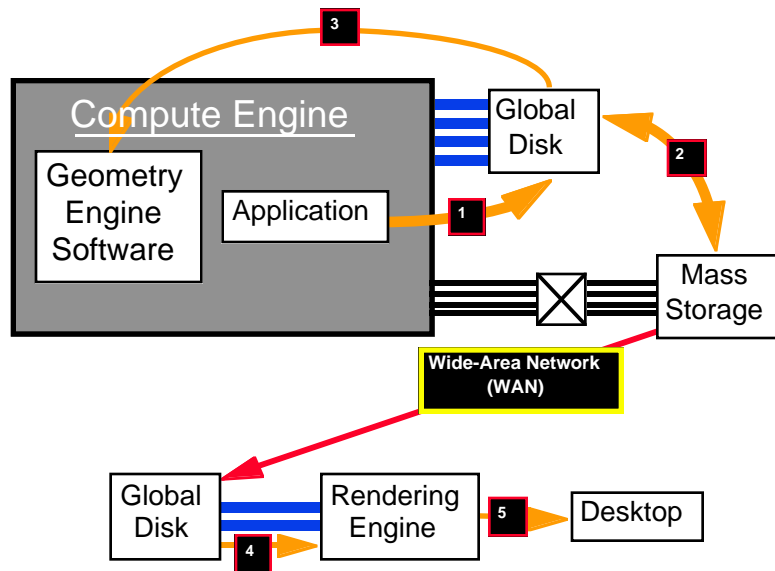 3
Compute Engine
Global
Disk
2
Geometry
Engine
Software
Application
1
Mass
Storage
Wide-Area Network
(WAN)
Global
Disk
Rendering
Engine
5
Desktop
4